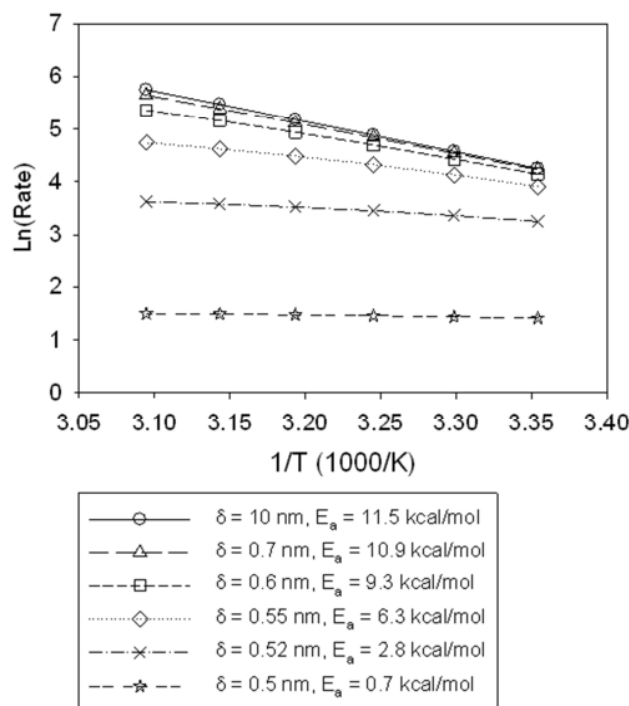 7
6
5
4
3
2
1
0
Ln(Rate)
3.05 3.10 3.15 3.20 3.25 3.30 3.35 3.40
1/T (1000/K)
δ = 10 nm, Eₐ = 11.5 kcal/mol
δ = 0.7 nm, Eₐ = 10.9 kcal/mol
δ = 0.6 nm, Eₐ = 9.3 kcal/mol
δ = 0.55 nm, Eₐ = 6.3 kcal/mol
δ = 0.52 nm, Eₐ = 2.8 kcal/mol
δ = 0.5 nm, Eₐ = 0.7 kcal/mol